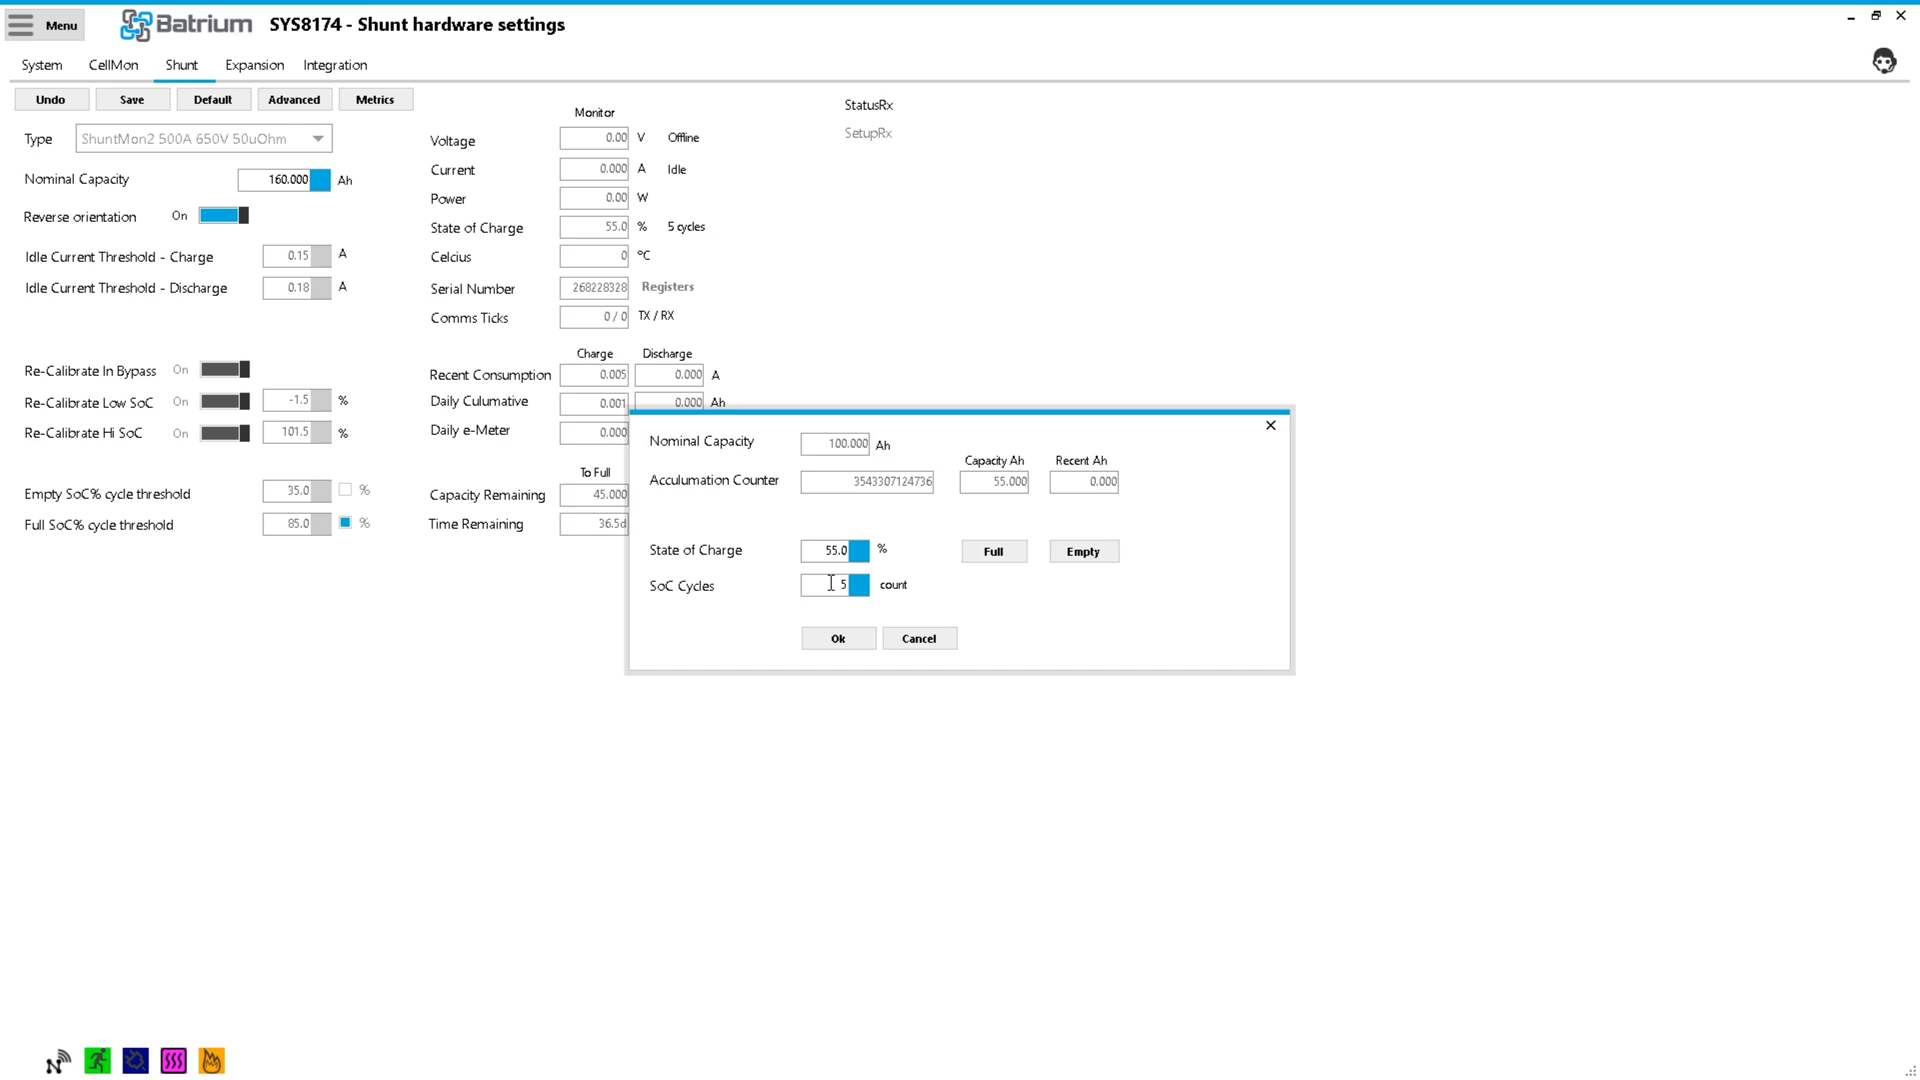 Menu
Batrium
SYS8174 - Shunt hardware settings
System CellMon Shunt Expansion Integration
Undo Save Default Advanced Metrics
Type ShuntMon2 500A 650V 50uOhm
Nominal Capacity 160.000 Ah
Reverse orientation On
Idle Current Threshold - Charge 0.15 A
Idle Current Threshold - Discharge 0.18 A
Re-Calibrate In Bypass On
Re-Calibrate Low SoC On -1.5 %
Re-Calibrate Hi SoC On 101.5 %
Empty SoC% cycle threshold 35.0 %
Full SoC% cycle threshold 85.0 %
Monitor
Voltage 0.00 V Offline
Current 0.000 A Idle
Power 0.00 W
State of Charge 55.0 % 5 cycles
Celcius 0 °C
Serial Number 268228328 Registers
Comms Ticks 0 / 0 TX / RX
Charge Discharge
Recent Consumption 0.005 0.000 A
Daily Culumative 0.001 0.000 Ah
Daily e-Meter 0.000
To Full
Capacity Remaining 45.000
Time Remaining 36.5d
StatusRx
SetupRx
Nominal Capacity 100.000 Ah
Capacity Ah Recent Ah
Acculumation Counter 3543307124736 55.000 0.000
State of Charge 55.0 % Full Empty
SoC Cycles 5 count
Ok Cancel
N